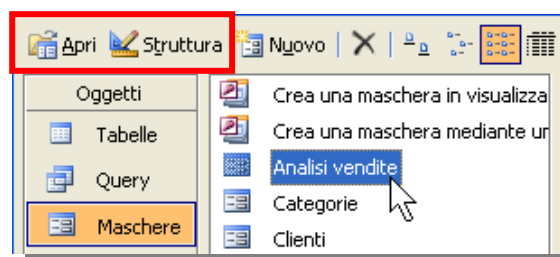 Apri Struttura Nuovo
Oggetti
Crea una maschera in visualizza
Tabelle
Crea una maschera mediante ur
Analisi vendite
Query
Categorie
Maschere
Clienti